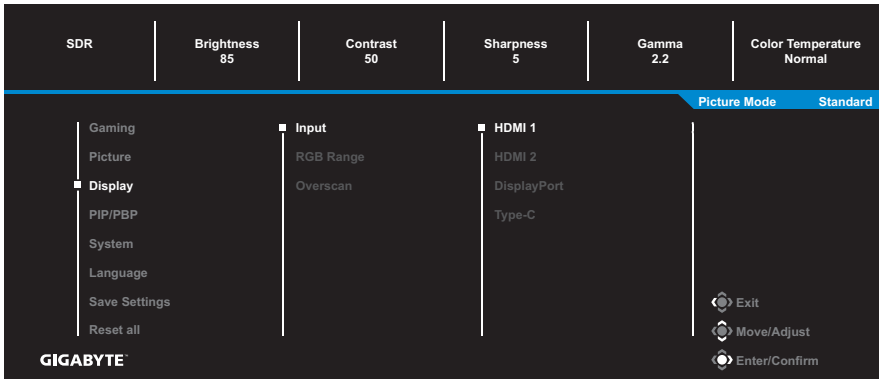 SDR
Brightness
85
Contrast
50
Sharpness
5
Gamma
2.2
Color Temperature
Normal
Picture Mode Standard
Gaming
Picture
Display
PIP/PBP
System
Language
Save Settings
Reset all
Input
RGB Range
Overscan
HDMI 1
HDMI 2
DisplayPort
Type-C
Exit
Move/Adjust
Enter/Confirm
GIGABYTE™